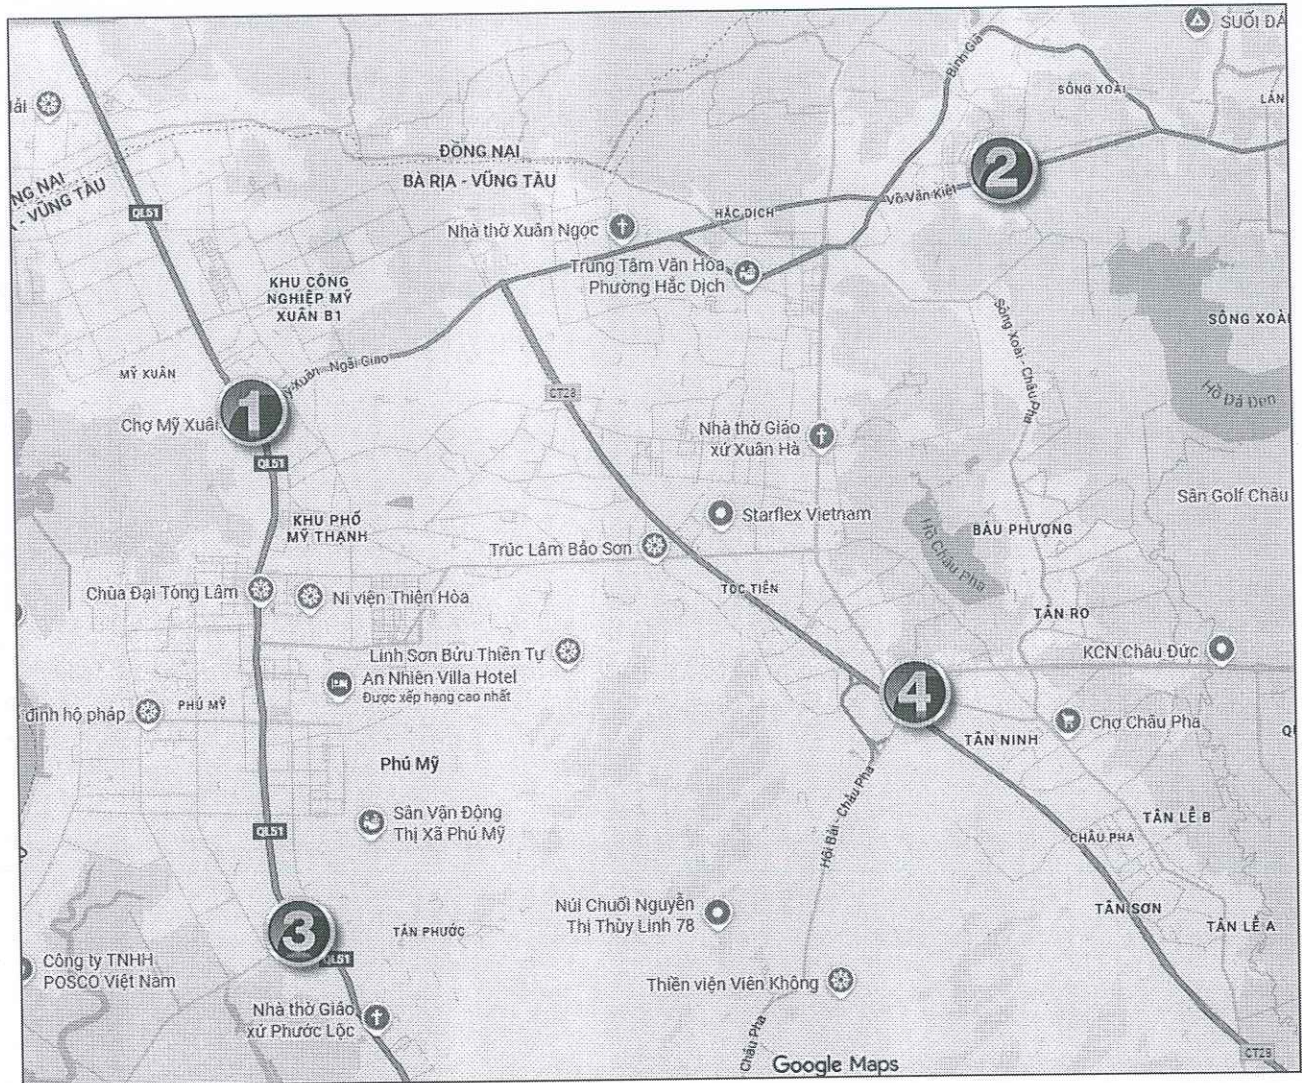 SUỐI ĐÁ
ải
Bình Giã
SÔNG XOÀI
LÁN
ĐỒNG NAI
BÀ RỊA - VŨNG TÀU
NG NAI
- VŨNG TÀU
QL51
2
Võ Văn Kiệt
HẮC DỊCH
Nhà thờ Xuân Ngọc
Trung Tâm Văn Hóa
Phường Hắc Dịch
KHU CÔNG
NGHIỆP MỸ
XUÂN B1
Sông Xoài - Châu Pha
SÔNG XOÀI
MỸ XUÂN
ỹ Xuân - Ngãi Giao
CT28
Hồ Đá Đen
1
Chợ Mỹ Xuâ
Nhà thờ Giáo
xứ Xuân Hà
QL51
Sân Golf Châu
KHU PHỐ
MỸ THẠNH
Starflex Vietnam
BÀU PHƯỢNG
Hồ Châu Pha
Trúc Lâm Bảo Sơn
TÓC TIÊN
Chùa Đại Tòng Lâm
Ni viện Thiện Hòa
TÂN RO
KCN Châu Đức
Linh Sơn Bửu Thiền Tự
An Nhiên Villa Hotel
Được xếp hạng cao nhất
4
đình hộ pháp
PHÚ MỸ
Chợ Châu Pha
TÂN NINH
Q
Phú Mỹ
Hội Bài - Châu Pha
Sân Vận Động
Thị Xã Phú Mỹ
QL51
TÂN LỄ B
CHÂU PHA
Núi Chuối Nguyễn
Thị Thùy Linh 78
TÂN SƠN
TÂN LỄ A
3
TÂN PHƯỚC
QL51
Công ty TNHH
POSCO Việt Nam
Thiền viện Viên Không
Nhà thờ Giáo
xứ Phước Lộc
Châu Pha
CT28
Google Maps